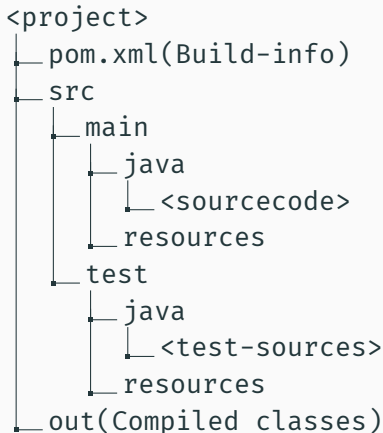 <project>
pom.xml(Build-info)
src
main
java
<sourcecode>
resources
test
java
<test-sources>
resources
out(Compiled classes)